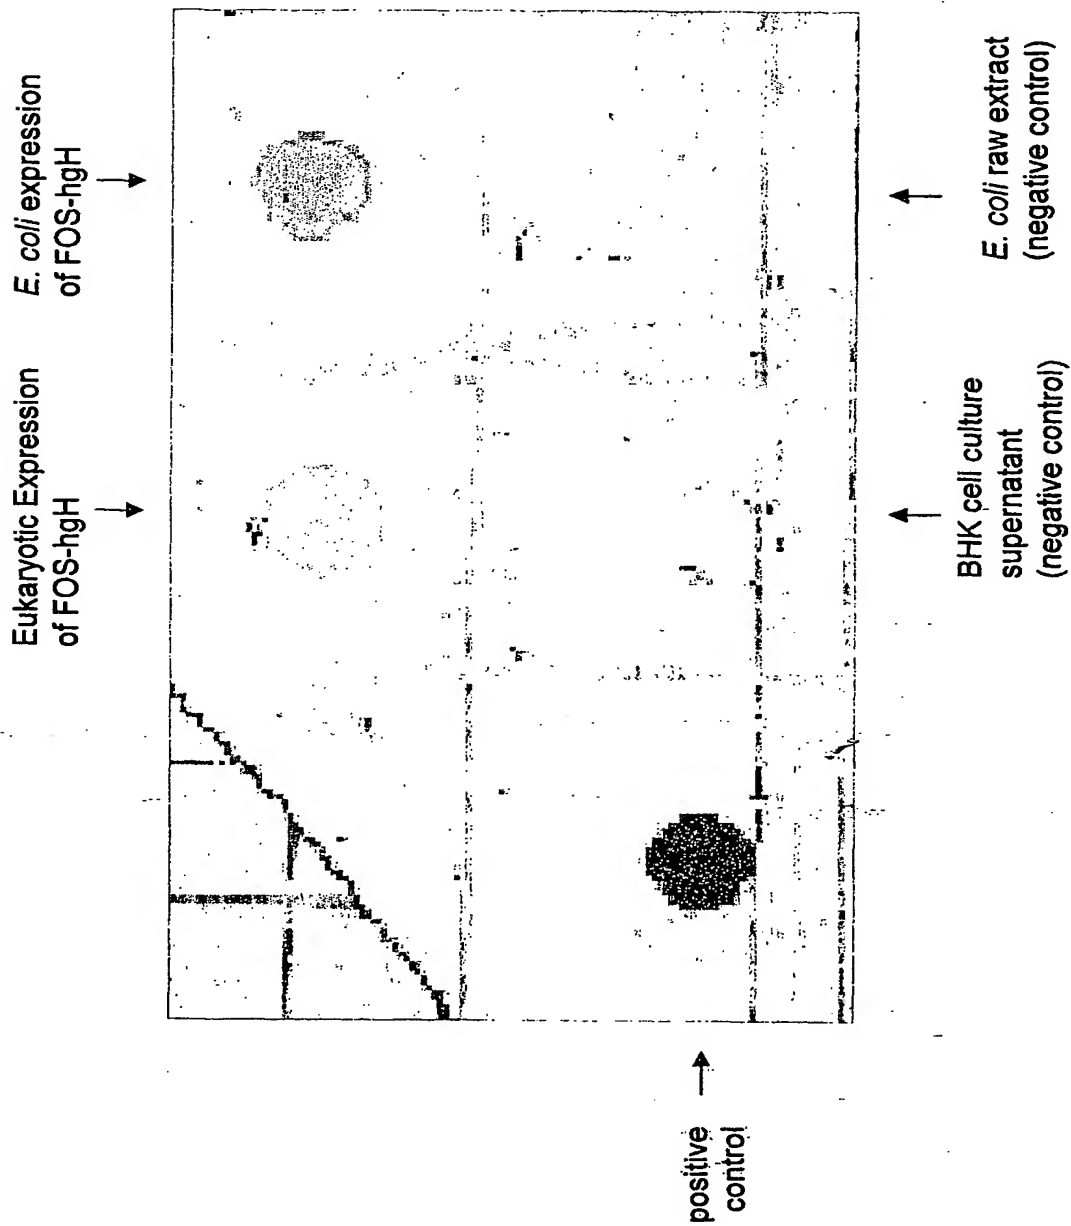 Eukaryotic Expression
of FOS-hgH
E. coli expression
of FOS-hgH
positive
control
BHK cell culture
supernatant
(negative control)
E. coli raw extract
(negative control)